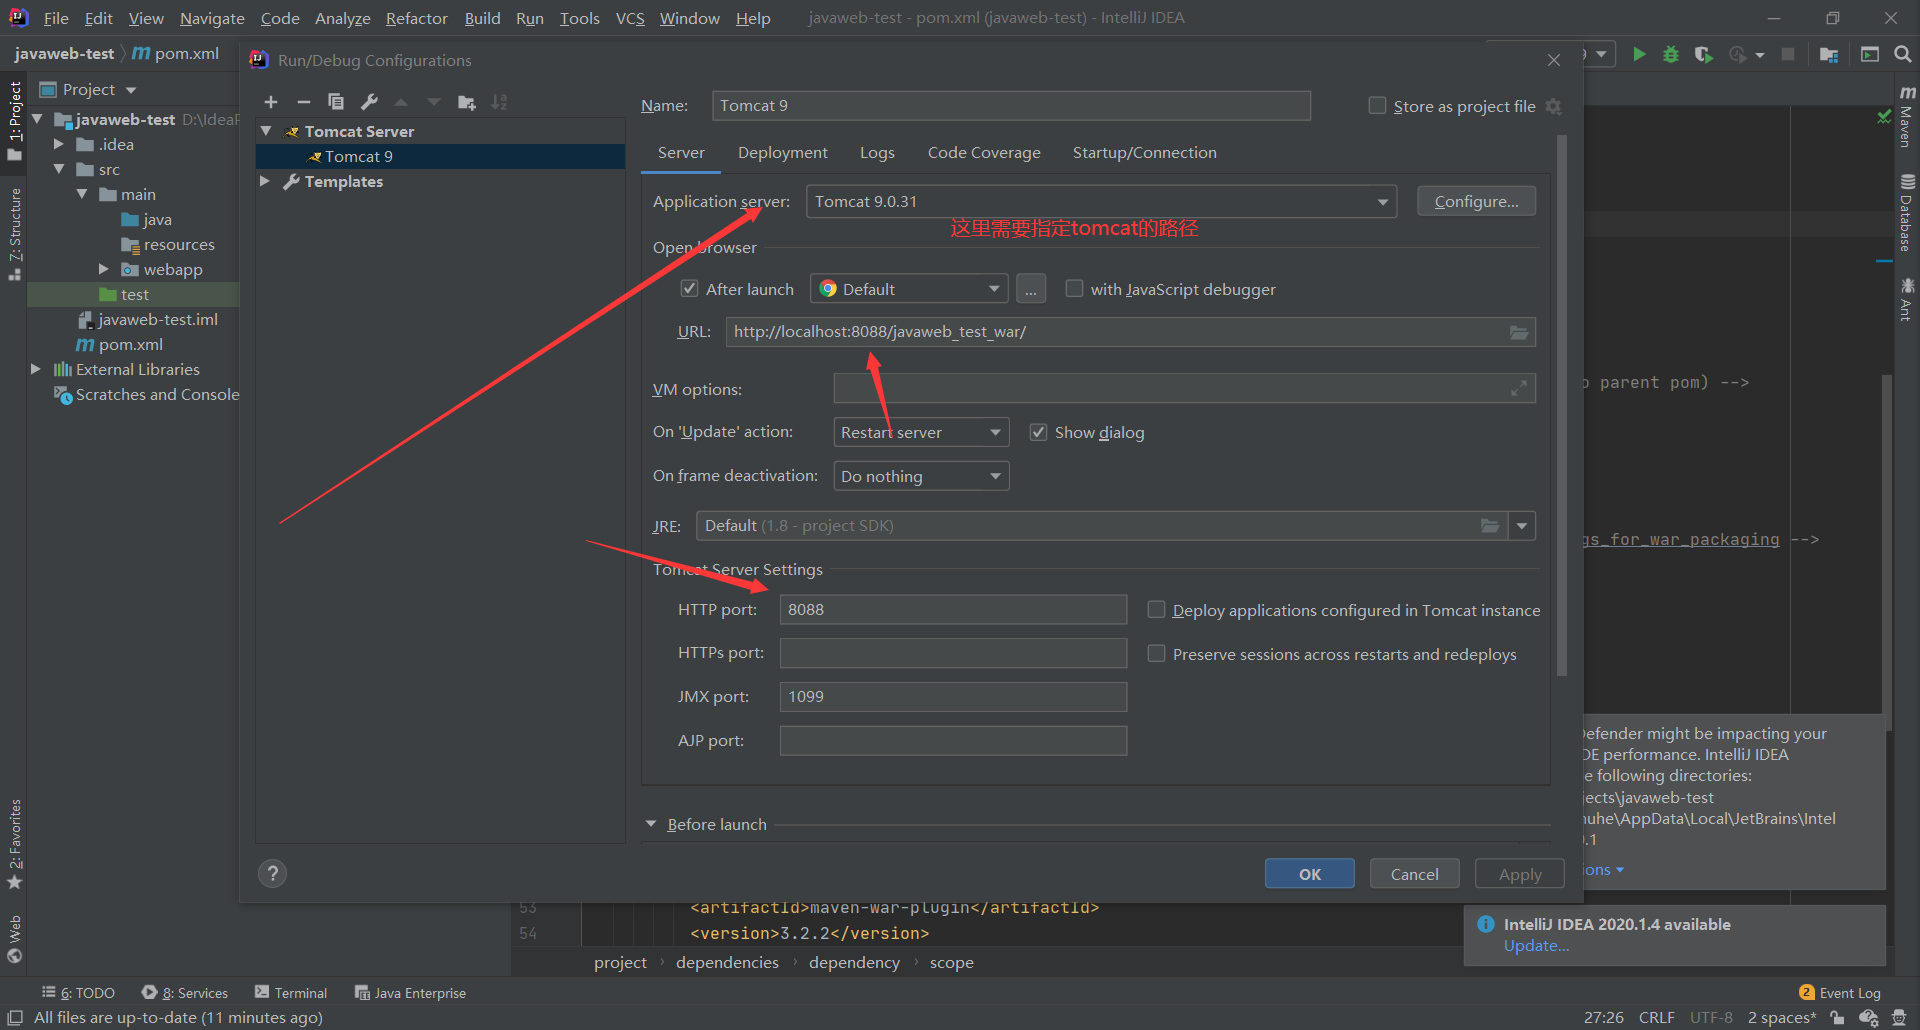 File Edit View Navigate Code Analyze Refactor Build Run Tools VCS Window Help javaweb-test - pom.xml (javaweb-test) - IntelliJ IDEA
javaweb-test m pom.xml
Run/Debug Configurations
Project
1: Project
Name: Tomcat 9 Store as project file
javaweb-test D:\IdeaP
Tomcat Server
.idea
Tomcat 9
Server Deployment Logs Code Coverage Startup/Connection
src
Templates
main
Application server: Tomcat 9.0.31 Configure...
java
这里需要指定tomcat的路径
resources
Open browser
webapp
After launch Default ... with JavaScript debugger
test
javaweb-test.iml
URL: http://localhost:8088/javaweb_test_war/
m pom.xml
External Libraries
VM options:
p parent pom) -->
Scratches and Console
On 'Update' action: Restart server Show dialog
On frame deactivation: Do nothing
JRE: Default (1.8 - project SDK)
gs_for_war_packaging -->
Tomcat Server Settings
HTTP port: 8088 Deploy applications configured in Tomcat instance
HTTPs port: Preserve sessions across restarts and redeploys
JMX port: 1099
AJP port:
Before launch
? OK Cancel Apply
7: Structure
2: Favorites
Web
m Maven
Database
Ant
Defender might be impacting your
DE performance. IntelliJ IDEA
e following directories:
jects\javaweb-test
nuhe\AppData\Local\JetBrains\Intel
0.1
ions
53 <artifactId>maven-war-plugin</artifactId>
54 <version>3.2.2</version>
IntelliJ IDEA 2020.1.4 available
Update...
project › dependencies › dependency › scope
6: TODO 8: Services Terminal Java Enterprise 2 Event Log
All files are up-to-date (11 minutes ago) 27:26 CRLF UTF-8 2 spaces*